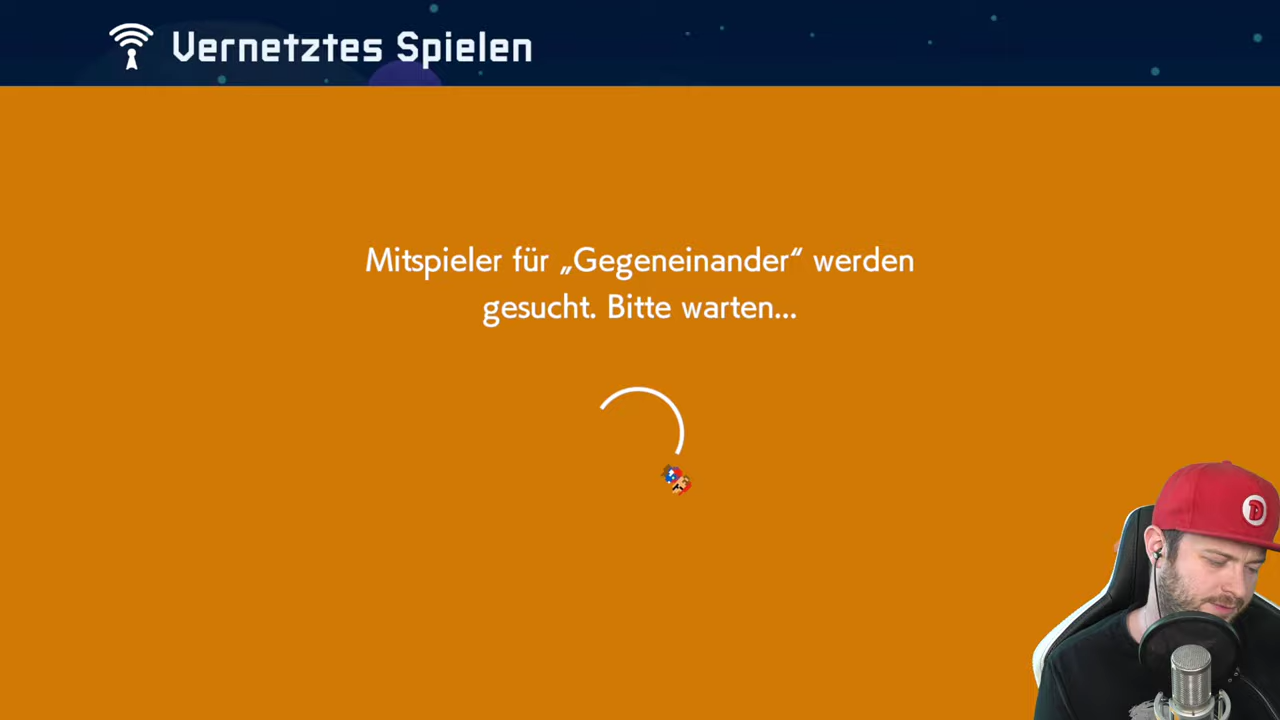 Vernetztes Spielen
Mitspieler für „Gegeneinander“ werden
gesucht. Bitte warten...
D